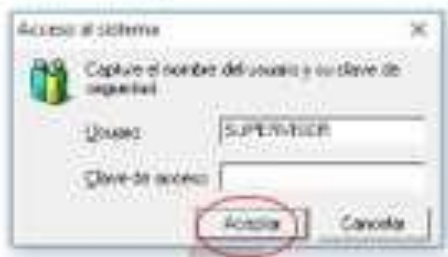 Acceso al sistema
Capture el nombre del usuario y su clave de
seguridad.
Usuario:
SUPERVISOR
Clave de acceso:
Aceptar
Cancelar